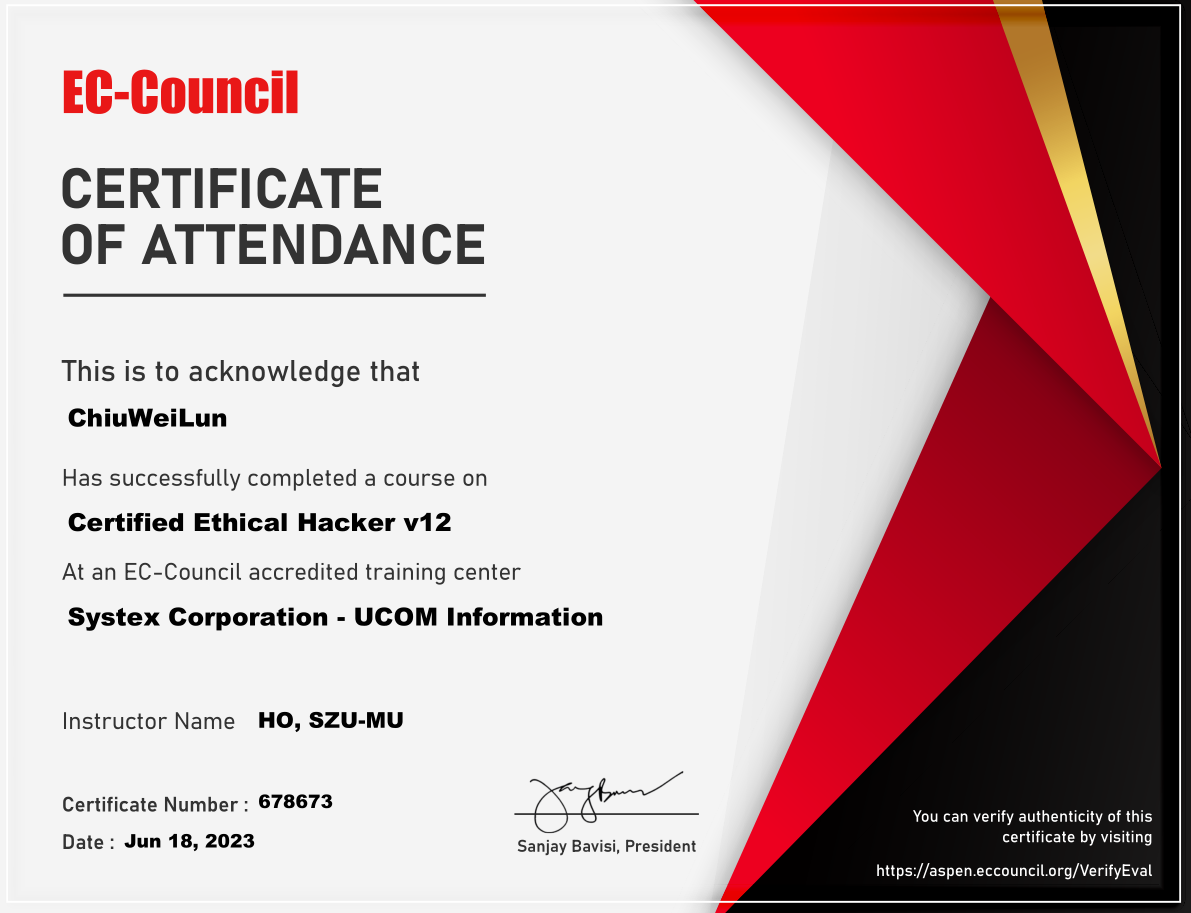 EC-Council
CERTIFICATE
OF ATTENDANCE
This is to acknowledge that
ChiuWeiLun
Has successfully completed a course on
Certified Ethical Hacker v12
At an EC-Council accredited training center
Systex Corporation - UCOM Information
Instructor Name HO, SZU-MU
Certificate Number : 678673
Date : Jun 18, 2023
Sanjay Bavisi, President
You can verify authenticity of this
certificate by visiting
https://aspen.eccouncil.org/VerifyEval